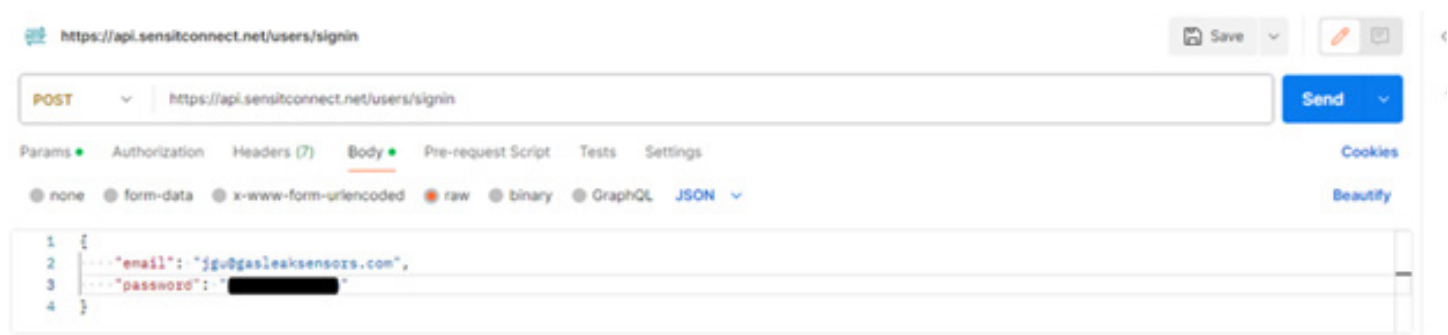 https://api.sensitconnect.net/users/signin Save
POST https://api.sensitconnect.net/users/signin Send
Params Authorization Headers (7) Body Pre-request Script Tests Settings Cookies
none form-data x-www-form-urlencoded raw binary GraphQL JSON Beautify
1 {
2 "email": "jgu@gasleaksensors.com",
3 "password": " "
4 }